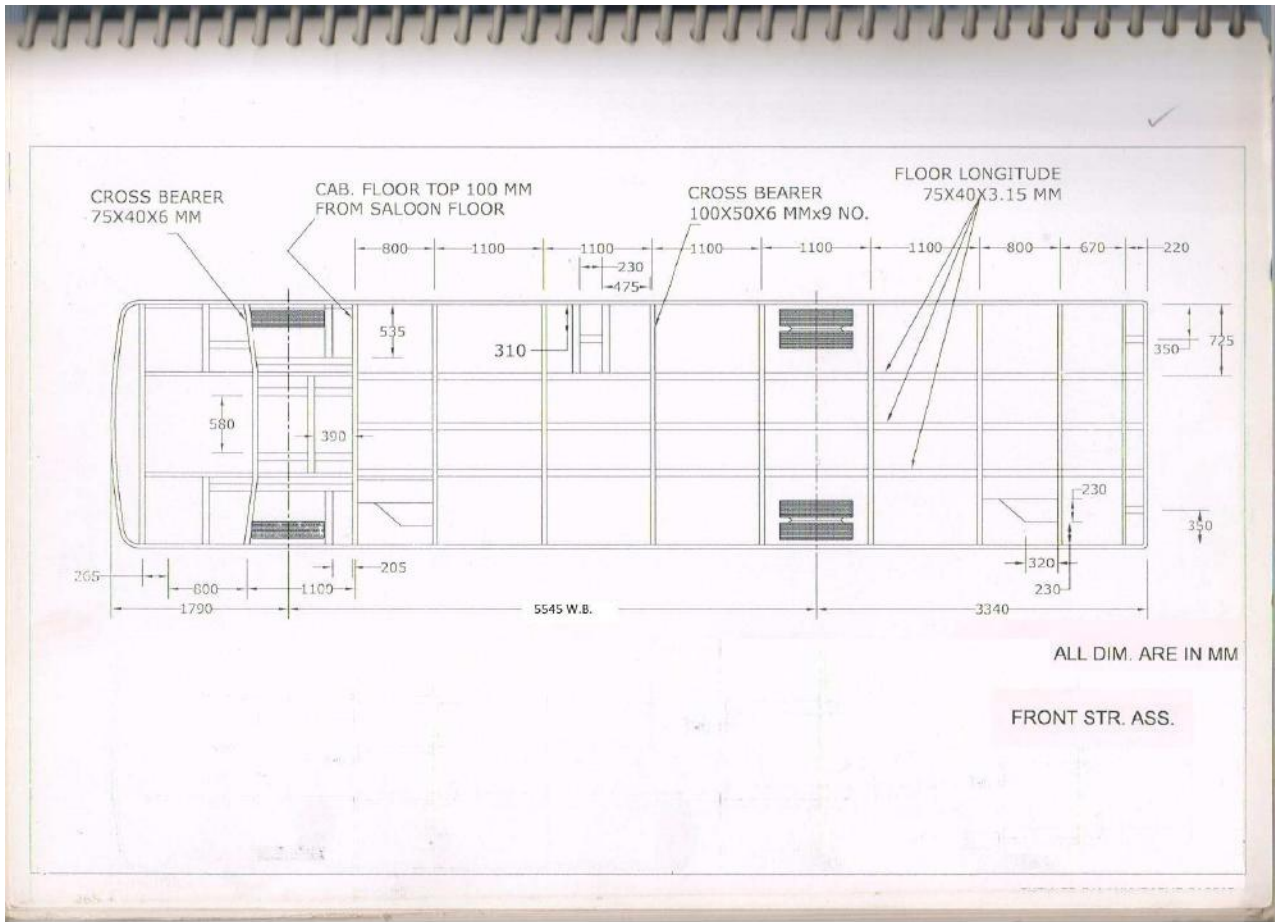 CROSS BEARER
75X40X6 MM
CAB. FLOOR TOP 100 MM
FROM SALOON FLOOR
CROSS BEARER
100X50X6 MMx9 NO.
FLOOR LONGITUDE
75X40X3.15 MM
800
1100
1100
1100
1100
1100
800
670
220
230
475
535
310
350
725
580
390
230
350
265
800
1100
205
320
230
1790
5545 W.B.
3340
ALL DIM. ARE IN MM
FRONT STR. ASS.